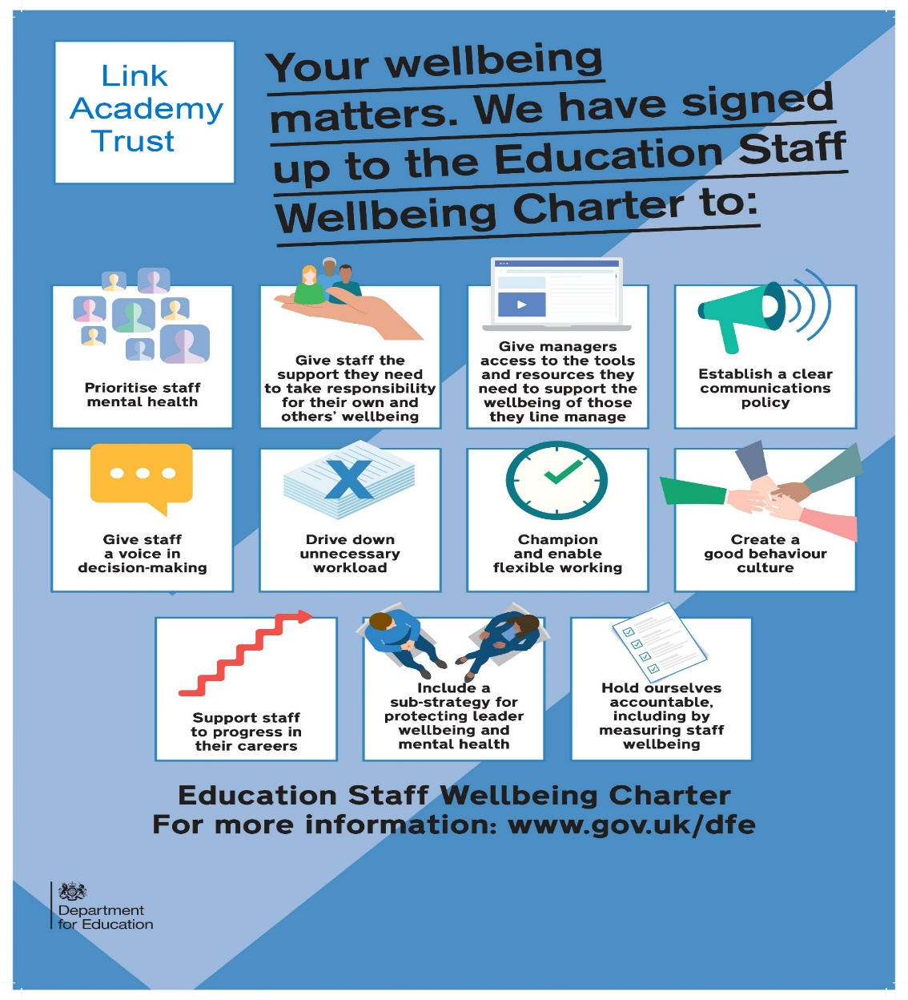 Link
Academy
Trust
Your wellbeing
matters. We have signed
up to the Education Staff
Wellbeing Charter to:
Prioritise staff
mental health
Give staff the
support they need
to take responsibility
for their own and
others' wellbeing
Give managers
access to the tools
and resources they
need to support the
wellbeing of those
they line manage
Establish a clear
communications
policy
Give staff
a voice in
decision-making
Drive down
unnecessary
workload
Champion
and enable
flexible working
Create a
good behaviour
culture
Support staff
to progress in
their careers
Include a
sub-strategy for
protecting leader
wellbeing and
mental health
Hold ourselves
accountable,
including by
measuring staff
wellbeing
Education Staff Wellbeing Charter
For more information: www.gov.uk/dfe
Department
for Education